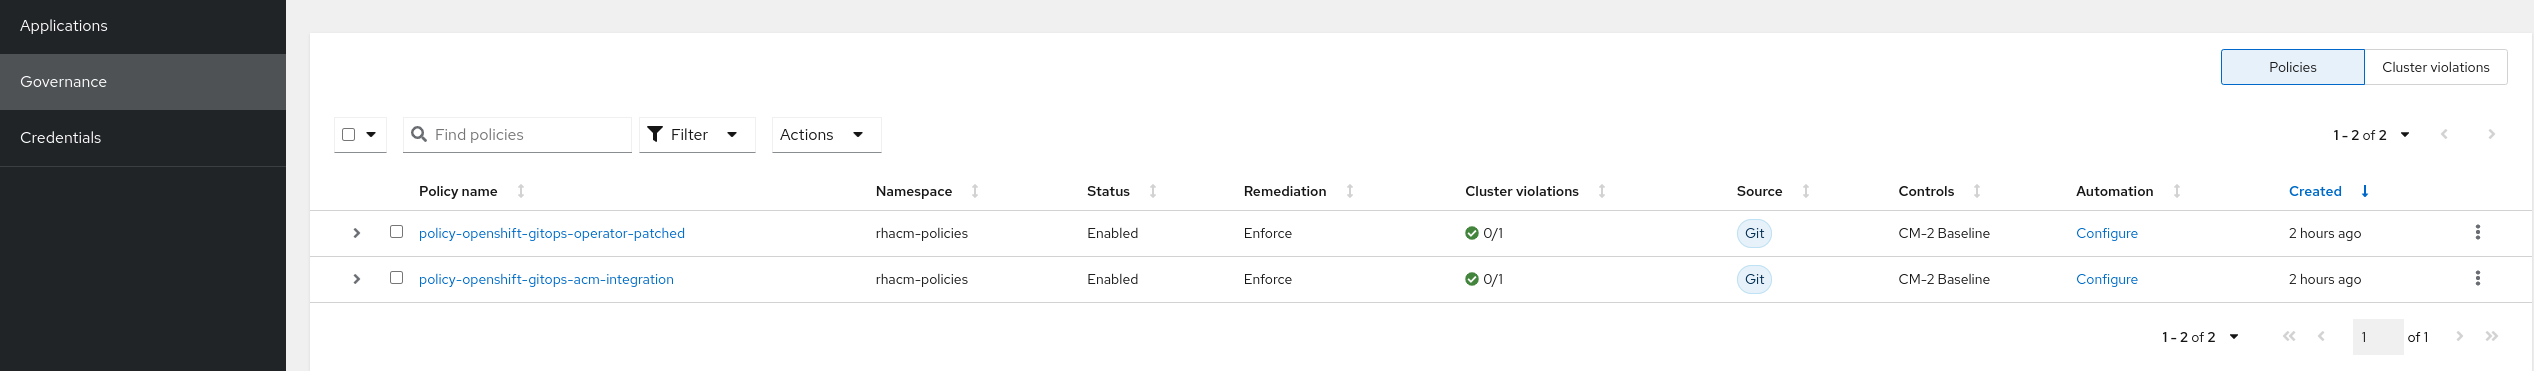 Applications
Governance
Credentials
Policies Cluster violations
Find policies Filter Actions 1 - 2 of 2
Policy name Namespace Status Remediation Cluster violations Source Controls Automation Created
policy-openshift-gitops-operator-patched rhacm-policies Enabled Enforce 0/1 Git CM-2 Baseline Configure 2 hours ago
policy-openshift-gitops-acm-integration rhacm-policies Enabled Enforce 0/1 Git CM-2 Baseline Configure 2 hours ago
1 - 2 of 2 1 of 1